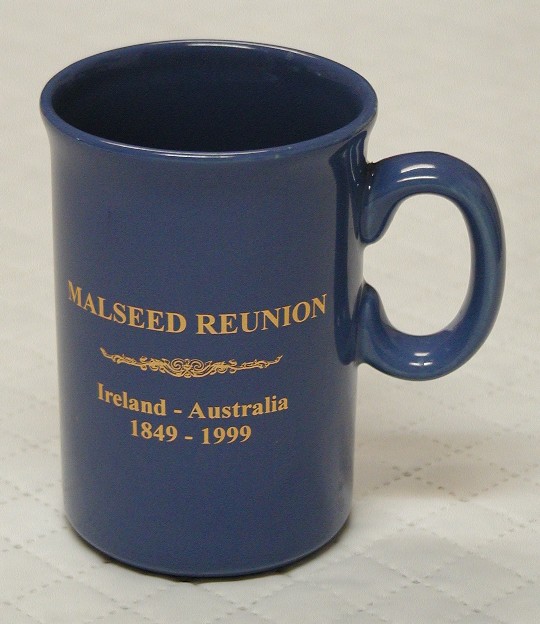 MALSEED REUNION
Ireland - Australia
1849 - 1999